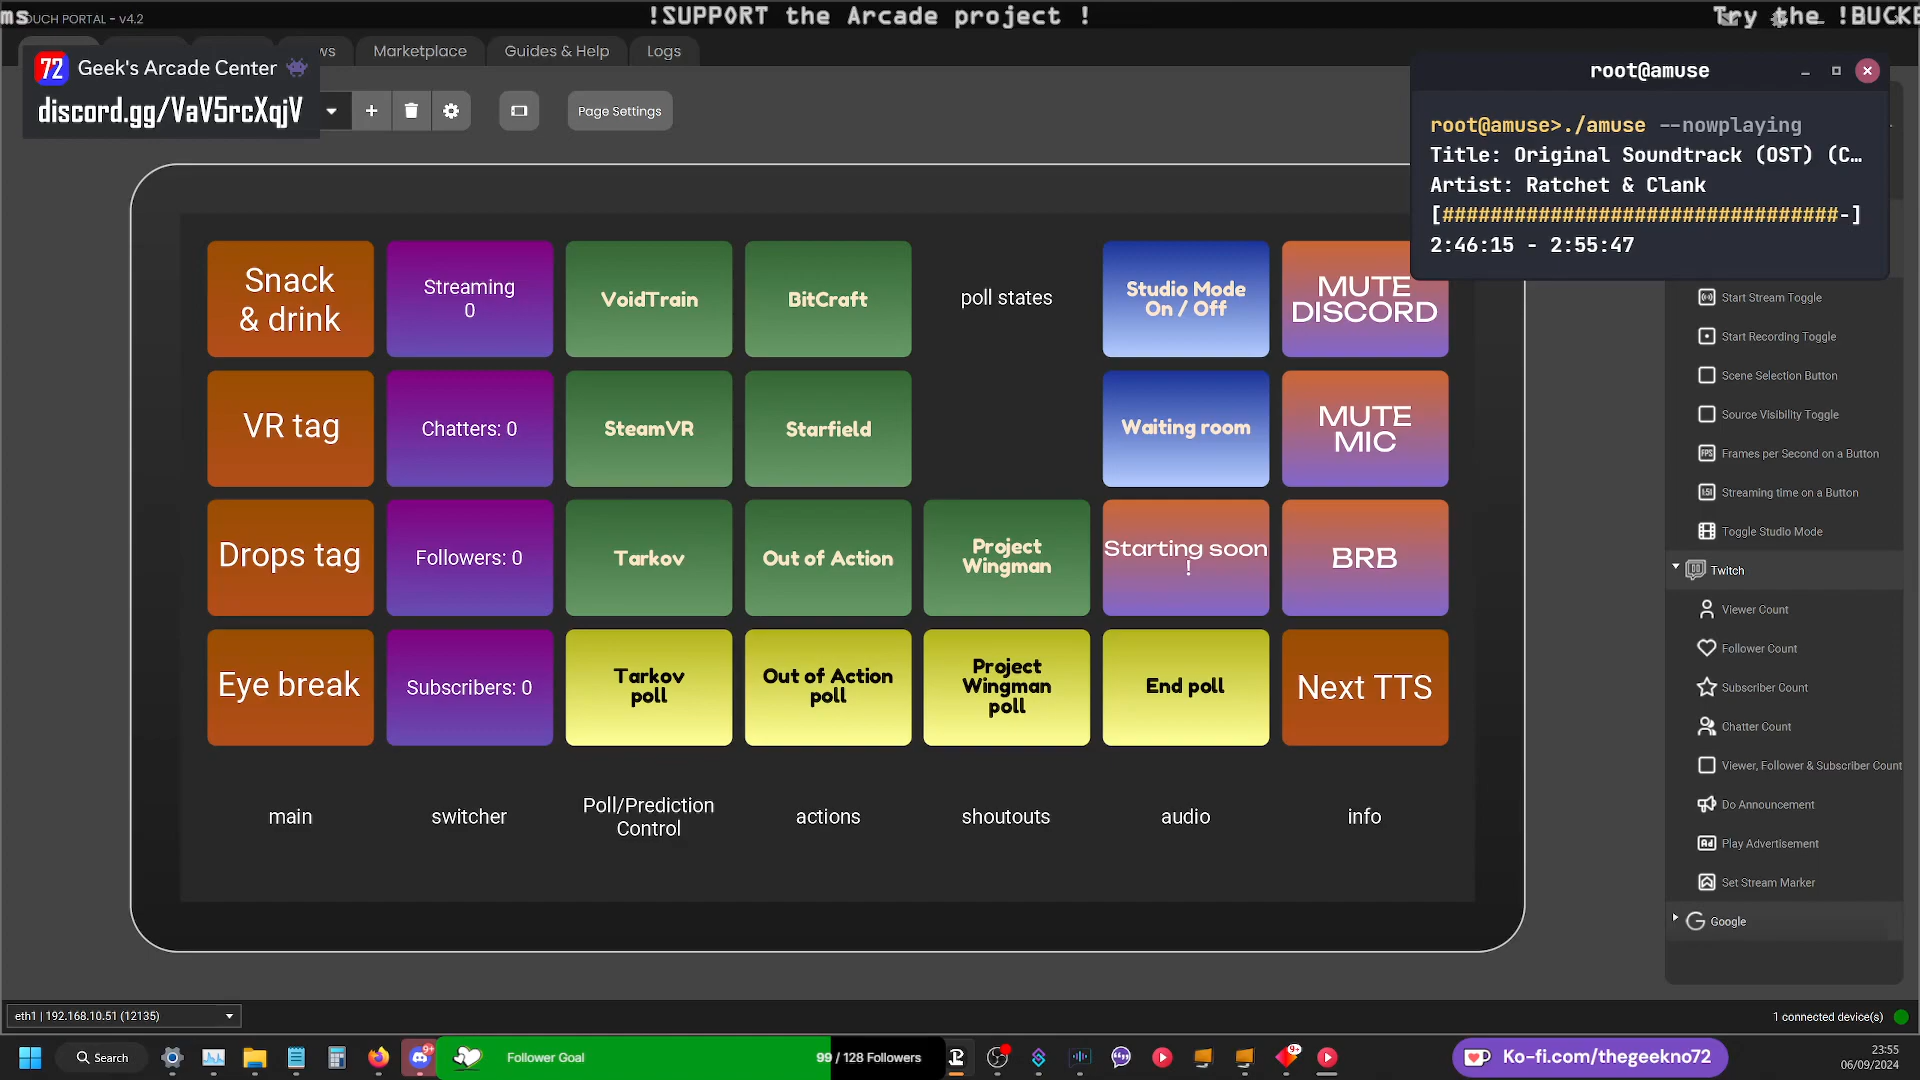 ms
!SUPPORT the Arcade project !
Try the !BUCKE
OUCH PORTAL - v4.2
ws
Marketplace
Guides & Help
Logs
72 Geek's Arcade Center
discord.gg/VaV5rcXqjV
Page Settings
root@amuse
root@amuse>./amuse --nowplaying
Title: Original Soundtrack (OST) (C…
Artist: Ratchet & Clank
[#################################-]
2:46:15 - 2:55:47
Snack
& drink
Streaming
0
VoidTrain
BitCraft
poll states
Studio Mode
On / Off
MUTE
DISCORD
VR tag
Chatters: 0
SteamVR
Starfield
Waiting room
MUTE
MIC
Drops tag
Followers: 0
Tarkov
Out of Action
Project
Wingman
Starting soon
!
BRB
Eye break
Subscribers: 0
Tarkov
poll
Out of Action
poll
Project
Wingman
poll
End poll
Next TTS
main
switcher
Poll/Prediction
Control
actions
shoutouts
audio
info
Start Stream Toggle
Start Recording Toggle
Scene Selection Button
Source Visibility Toggle
FPS Frames per Second on a Button
1:51 Streaming time on a Button
Toggle Studio Mode
Twitch
Viewer Count
Follower Count
Subscriber Count
Chatter Count
Viewer, Follower & Subscriber Count
Do Announcement
Ad Play Advertisement
Set Stream Marker
Google
eth1 | 192.168.10.51 (12135)
1 connected device(s)
Search
9+
Follower Goal
99 / 128 Followers
9+
Ko-fi.com/thegeekno72
23:55
06/09/2024